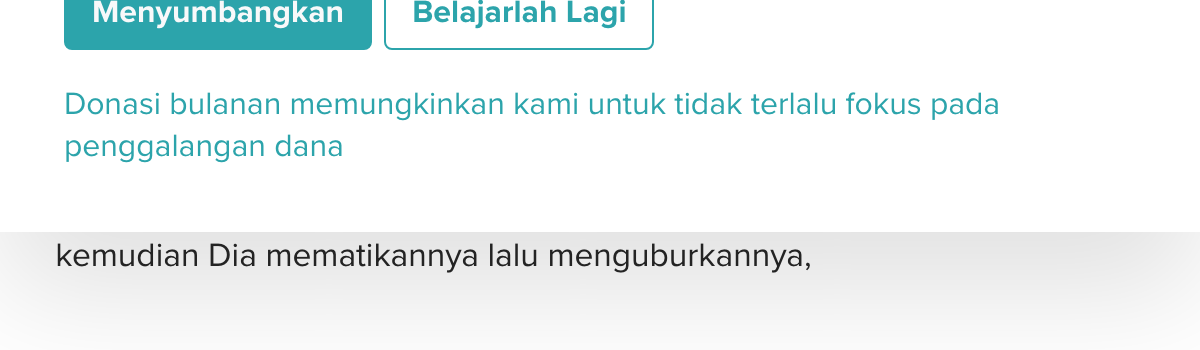 Menyumbangkan
Belajarlah Lagi
Donasi bulanan memungkinkan kami untuk tidak terlalu fokus pada
penggalangan dana
kemudian Dia mematikannya lalu menguburkannya,